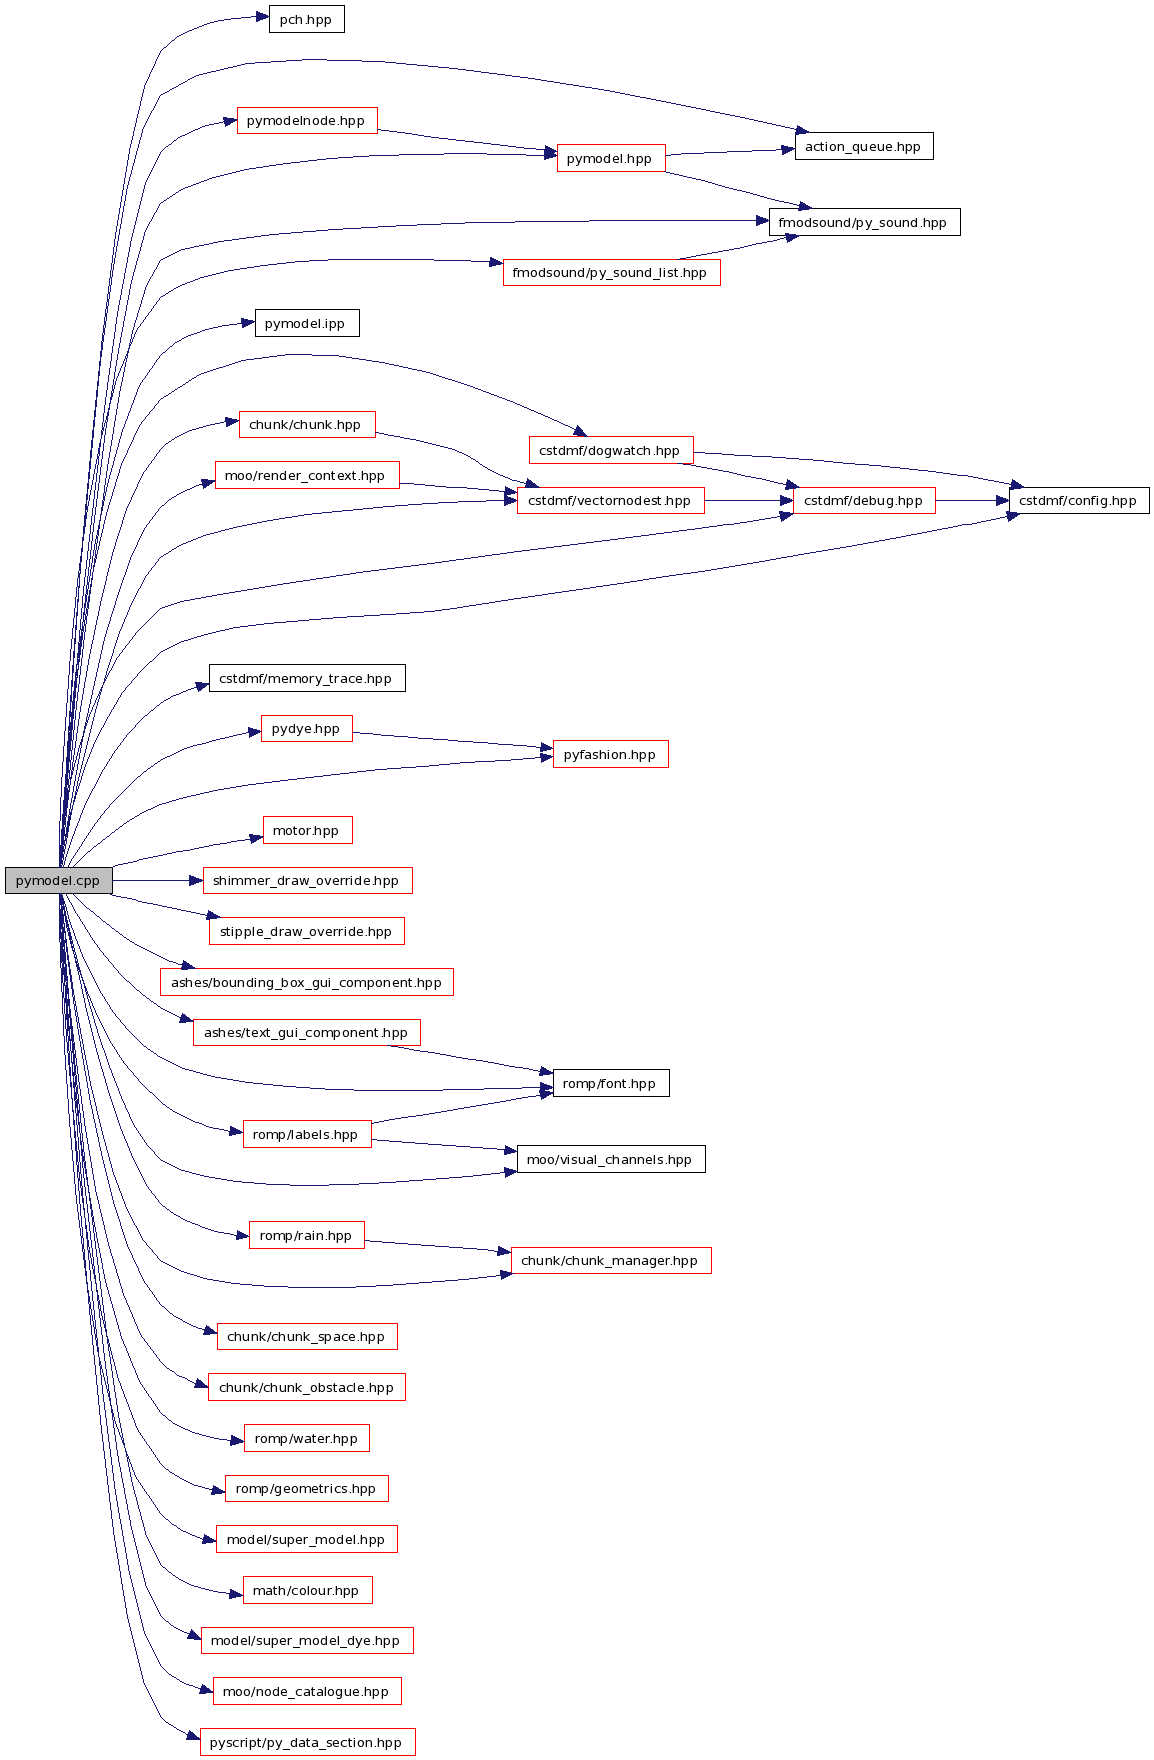 pch.hpp
pymodelnode.hpp
action_queue.hpp
pymodel.hpp
fmodsound/py_sound.hpp
fmodsound/py_sound_list.hpp
pymodel.ipp
chunk/chunk.hpp
cstdmf/dogwatch.hpp
moo/render_context.hpp
cstdmf/vectornodest.hpp
cstdmf/debug.hpp
cstdmf/config.hpp
cstdmf/memory_trace.hpp
pydye.hpp
pyfashion.hpp
motor.hpp
pymodel.cpp
shimmer_draw_override.hpp
stipple_draw_override.hpp
ashes/bounding_box_gui_component.hpp
ashes/text_gui_component.hpp
romp/font.hpp
romp/labels.hpp
moo/visual_channels.hpp
romp/rain.hpp
chunk/chunk_manager.hpp
chunk/chunk_space.hpp
chunk/chunk_obstacle.hpp
romp/water.hpp
romp/geometrics.hpp
model/super_model.hpp
math/colour.hpp
model/super_model_dye.hpp
moo/node_catalogue.hpp
pyscript/py_data_section.hpp